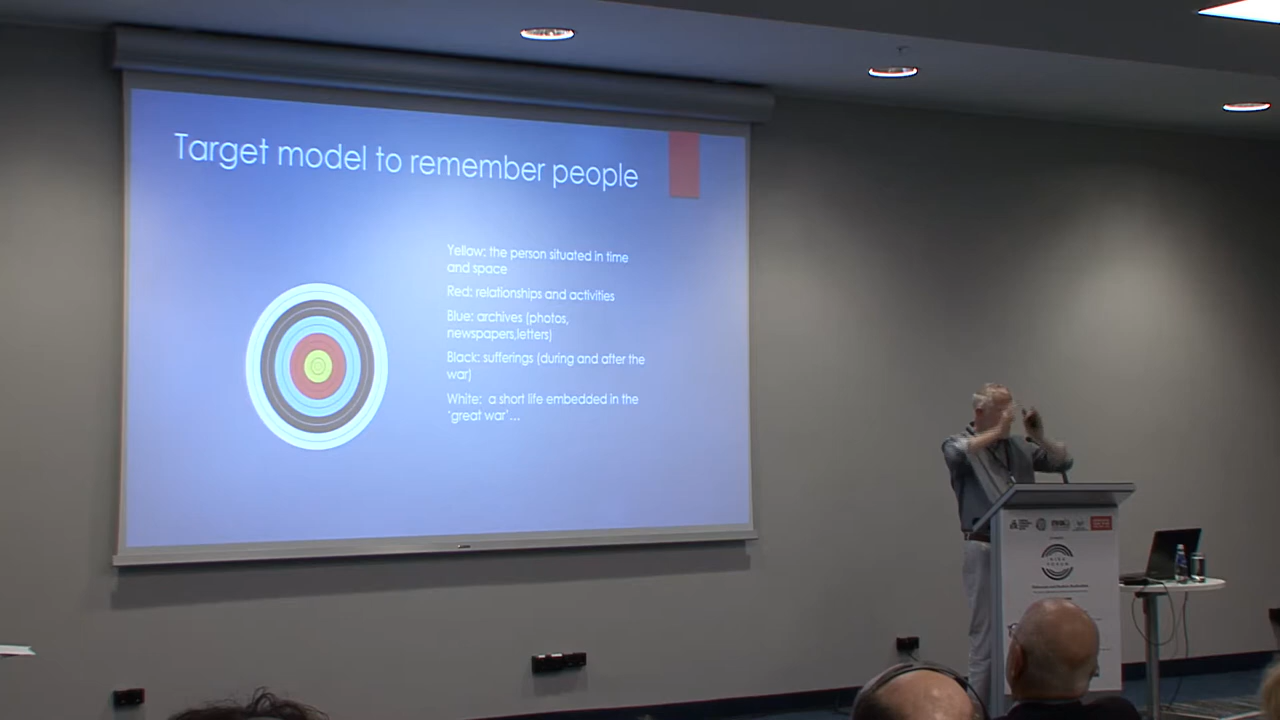 Target model to remember people
Yellow: the person situated in time
and space
Red: relationships and activities
Blue: archives (photos,
newspapers,letters)
Black: sufferings (during and after the
war)
White:  a short life embedded in the
‘great war’...